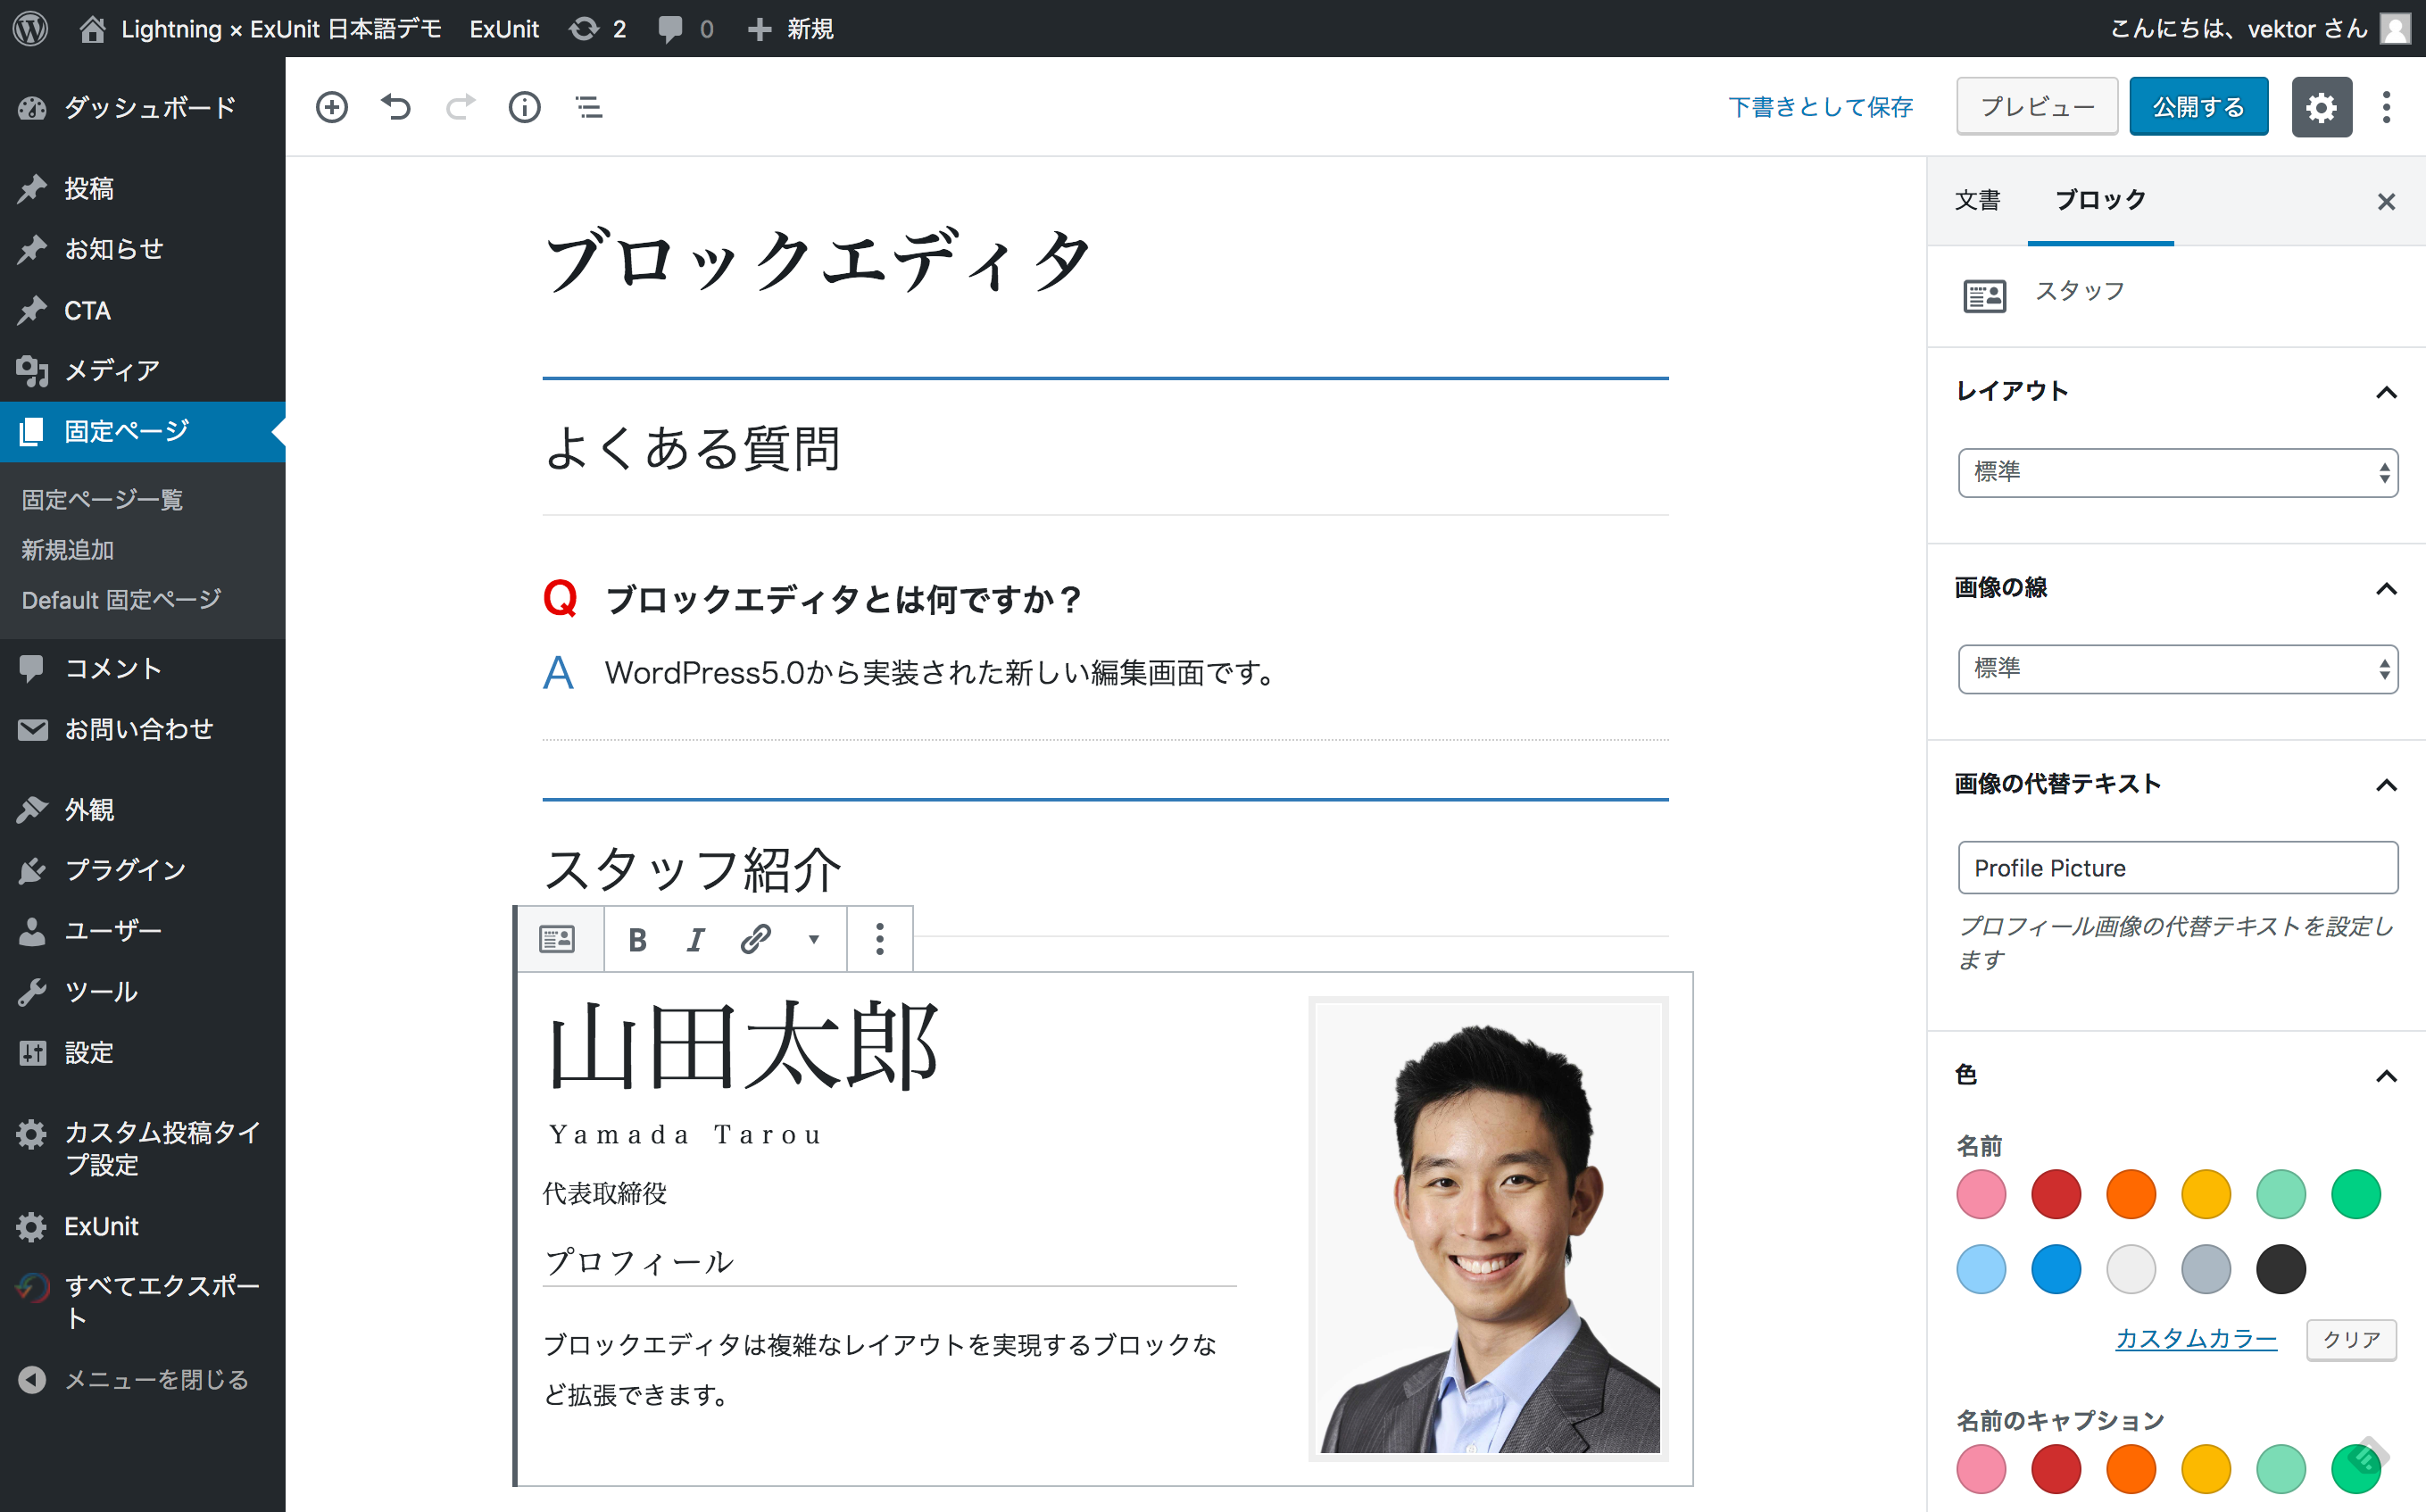 Lightning × ExUnit 日本語デモ ExUnit 2 0 新規 こんにちは、vektor さん
ダッシュボード
投稿
お知らせ
CTA
メディア
固定ページ
固定ページ一覧
新規追加
Default 固定ページ
コメント
お問い合わせ
外観
プラグイン
ユーザー
ツール
設定
カスタム投稿タイ
プ設定
ExUnit
すべてエクスポー
ト
メニューを閉じる
下書きとして保存 プレビュー 公開する
ブロックエディタ
よくある質問
Q ブロックエディタとは何ですか？
A WordPress5.0から実装された新しい編集画面です。
スタッフ紹介
B I
山田太郎
Yamada Tarou
代表取締役
プロフィール
ブロックエディタは複雑なレイアウトを実現するブロックな
ど拡張できます。
文書 ブロック
スタッフ
レイアウト
標準
画像の線
標準
画像の代替テキスト
Profile Picture
プロフィール画像の代替テキストを設定し
ます
色
名前
カスタムカラー クリア
名前のキャプション